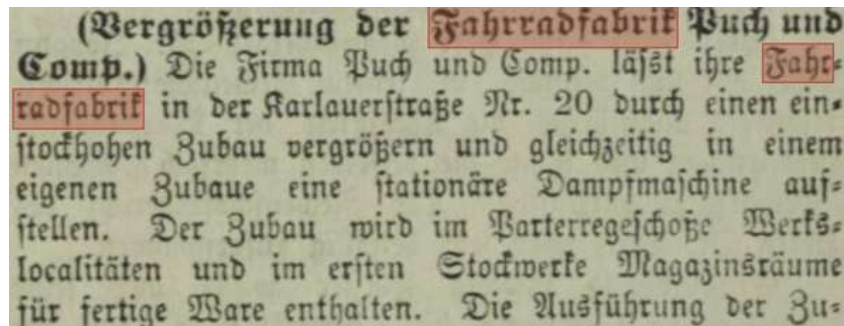 (Vergrößerung der Fahrradfabrik Puch und
Comp.) Die Firma Puch und Comp. läfst ihre Fahr-
radfabrik in der Karlauerstraße Nr. 20 durch einen ein-
stockhohen Zubau vergrößern und gleichzeitig in einem
eigenen Zubaue eine stationäre Dampfmaschine auf-
stellen. Der Zubau wird im Parterregeschoße Werks-
localitäten und im ersten Stockwerke Magazinsräume
für fertige Ware enthalten. Die Ausführung der Zu-